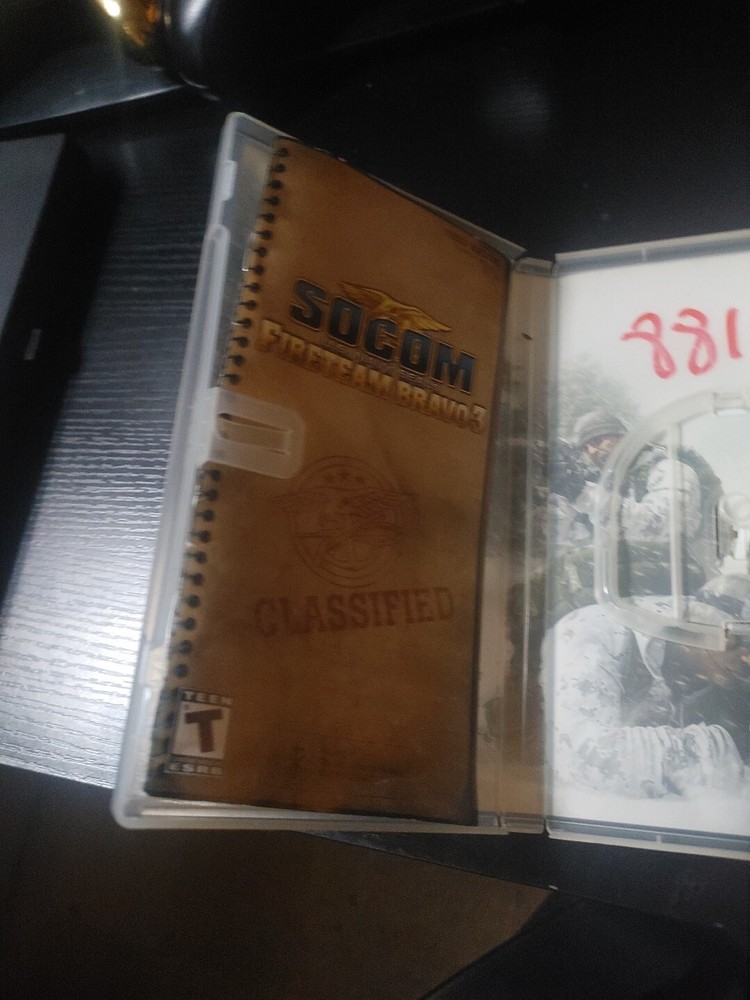 SOCOM
FIRETEAM BRAVO 3
CLASSIFIED
TEEN
T
ESRB
881